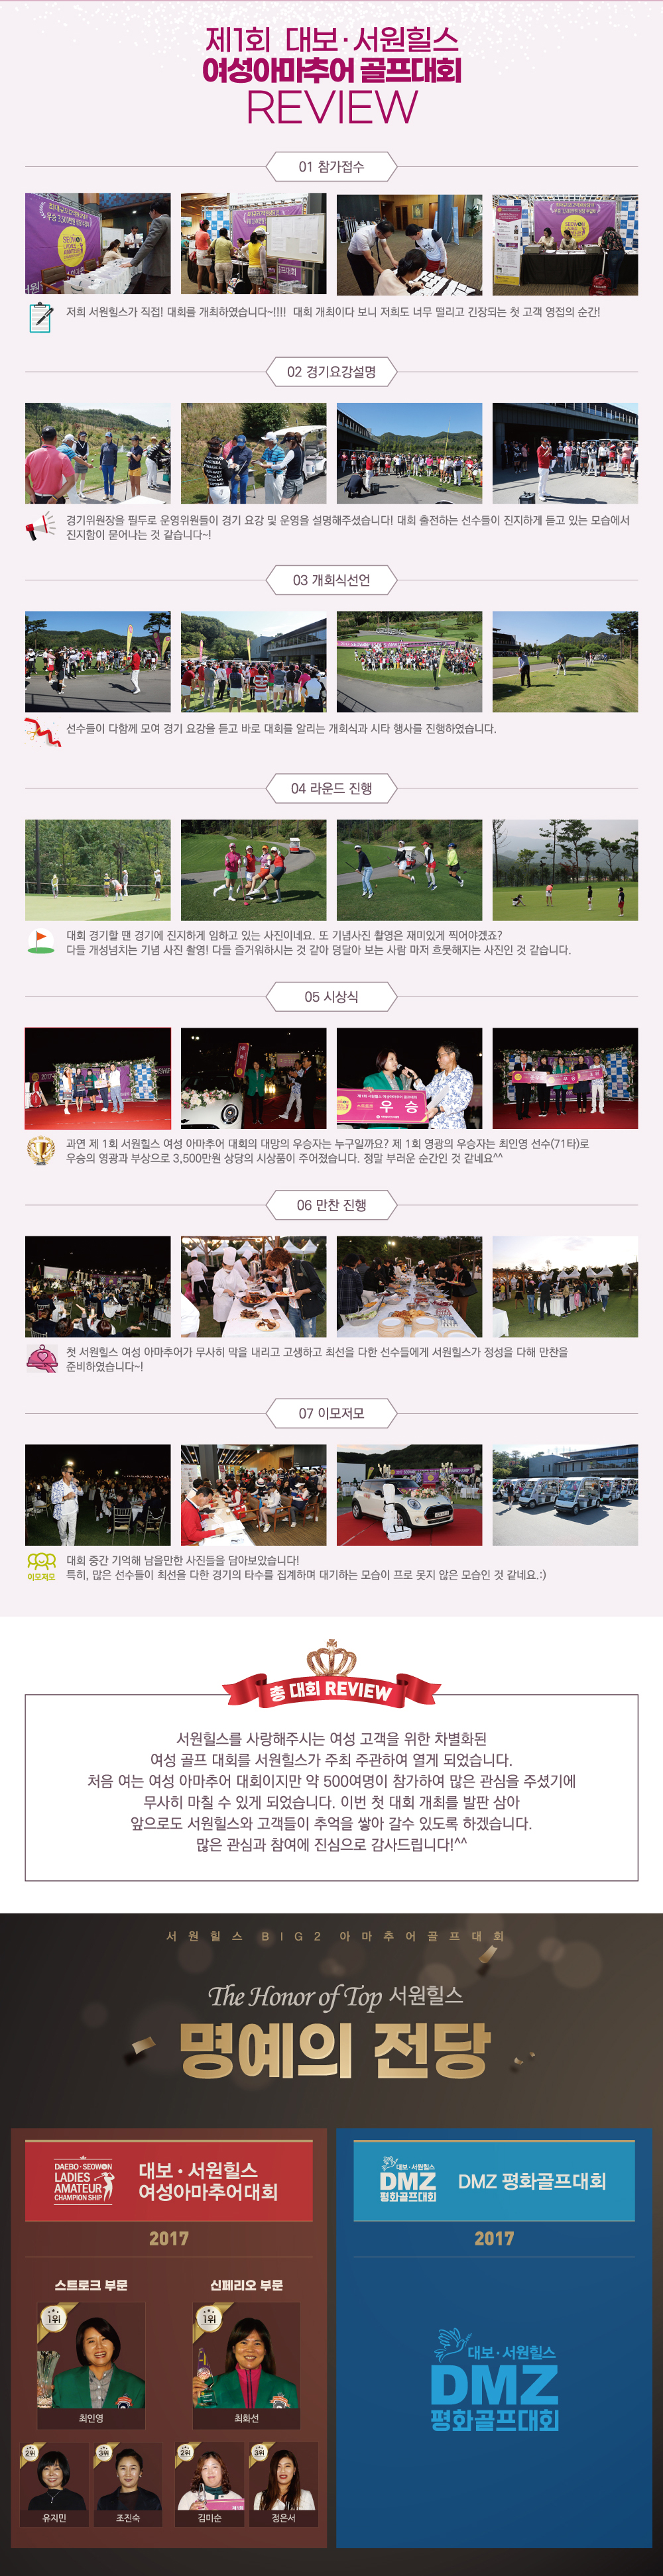 제1회 대보·서원힐스
여성아마추어 골프대회
REVIEW
01 참가접수
저희 서원힐스가 직접! 대회를 개최하였습니다~!!!! 대회 개최이다 보니 저희도 너무 떨리고 긴장되는 첫 고객 영접의 순간!
02 경기요강설명
경기위원장을 필두로 운영위원들이 경기 요강 및 운영을 설명해주셨습니다! 대회 출전하는 선수들이 진지하게 듣고 있는 모습에서
진지함이 묻어나는 것 같습니다~!
03 개회식선언
선수들이 다함께 모여 경기 요강을 듣고 바로 대회를 알리는 개회식과 시타 행사를 진행하였습니다.
04 라운드 진행
대회 경기할 땐 경기에 진지하게 임하고 있는 사진이네요. 또 기념사진 촬영은 재미있게 찍어야겠죠?
다들 개성넘치는 기념 사진 촬영! 다들 즐거워하시는 것 같아 덩달아 보는 사람 마저 흐뭇해지는 사진인 것 같습니다.
05 시상식
우 승
과연 제 1회 서원힐스 여성 아마추어 대회의 대망의 우승자는 누구일까요? 제 1회 영광의 우승자는 최인영 선수(71타)로
우승의 영광과 부상으로 3,500만원 상당의 시상품이 주어졌습니다. 정말 부러운 순간인 것 같네요^^
06 만찬 진행
첫 서원힐스 여성 아마추어가 무사히 막을 내리고 고생하고 최선을 다한 선수들에게 서원힐스가 정성을 다해 만찬을
준비하였습니다~!
07 이모저모
이모저모
대회 중간 기억해 남을만한 사진들을 담아보았습니다!
특히, 많은 선수들이 최선을 다한 경기의 타수를 집계하며 대기하는 모습이 프로 못지 않은 모습인 것 같네요.:)
총 대회 REVIEW
서원힐스를 사랑해주시는 여성 고객을 위한 차별화된
여성 골프 대회를 서원힐스가 주최 주관하여 열게 되었습니다.
처음 여는 여성 아마추어 대회이지만 약 500여명이 참가하여 많은 관심을 주셨기에
무사히 마칠 수 있게 되었습니다. 이번 첫 대회 개최를 발판 삼아
앞으로도 서원힐스와 고객들이 추억을 쌓아 갈수 있도록 하겠습니다.
많은 관심과 참여에 진심으로 감사드립니다!^^
서원힐스 BIG2 아마추어골프대회
The Honor of Top 서원힐스
명예의 전당
DAEBO·SEOWON
LADIES
AMATEUR
CHAMPIONSHIP
대보·서원힐스
여성아마추어대회
2017
스트로크 부문
신페리오 부문
1위
최인영
1위
최화선
2위
유지민
3위
조진숙
2위
김미순
3위
정은서
대보·서원힐스
DMZ
평화골프대회
DMZ 평화골프대회
2017
대보·서원힐스
DMZ
평화골프대회